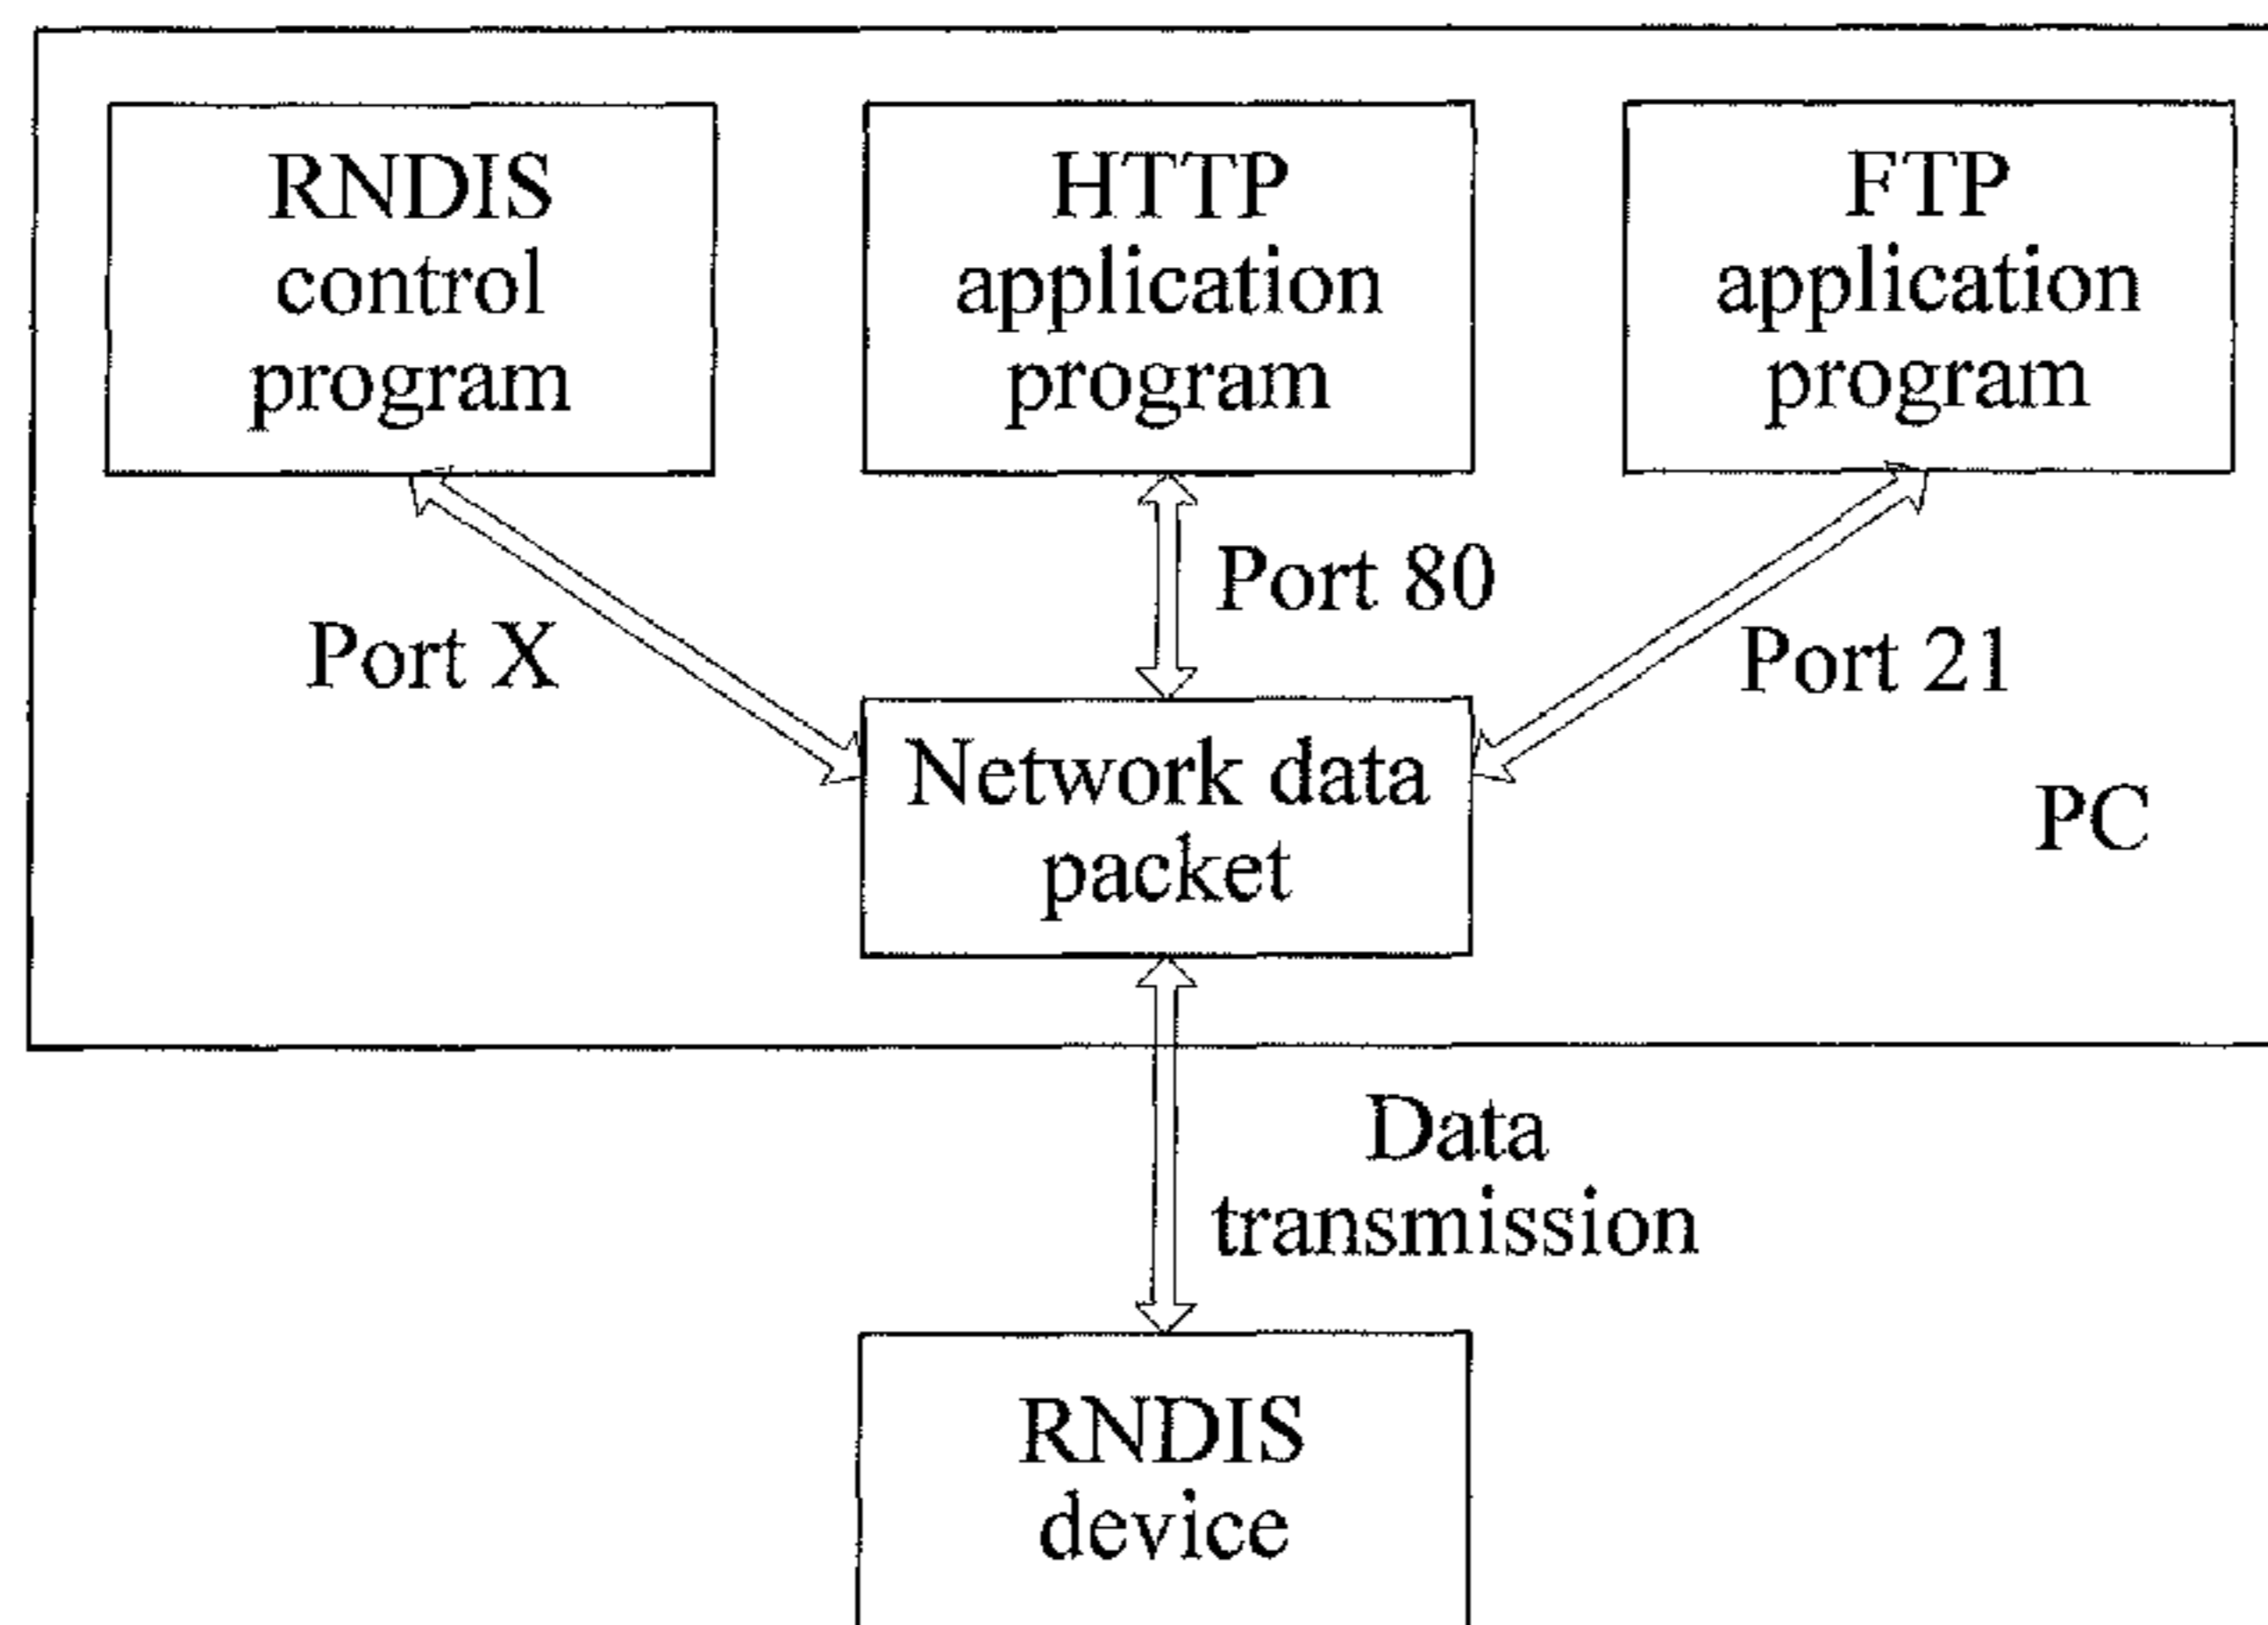 RNDIS
control
program
HTTP
application
program
FTP
application
program
Port X
Port 80
Port 21
Network data
packet
PC
Data
transmission
RNDIS
device